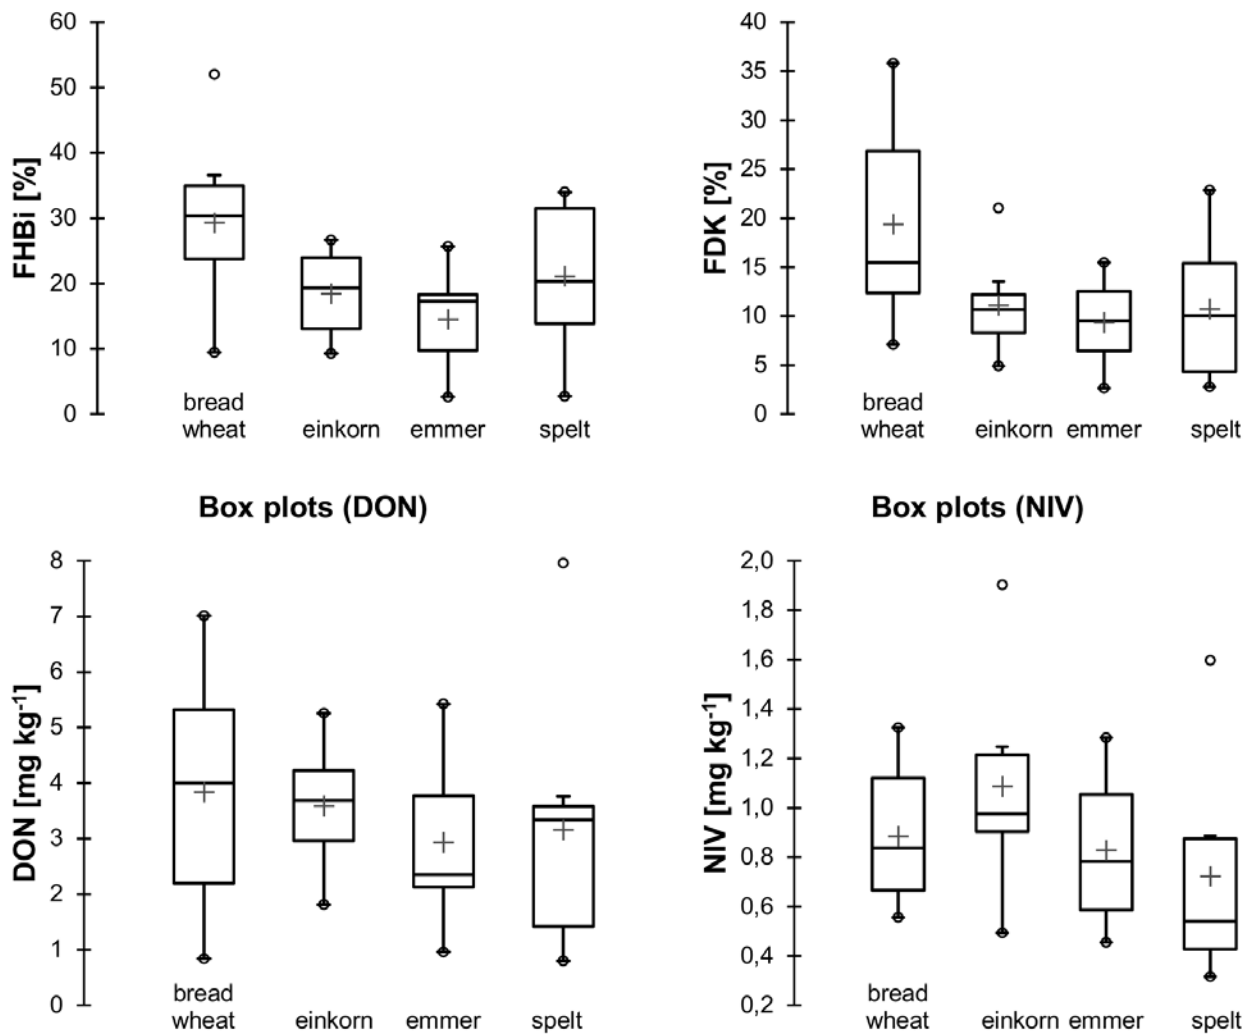 60
50
40
30
20
10
0
FHBi [%]
bread
wheat
einkorn
emmer
spelt
40
35
30
25
20
15
10
5
0
FDK [%]
bread
wheat
einkorn
emmer
spelt
Box plots (DON)
8
7
6
5
4
3
2
1
0
DON [mg kg⁻¹]
bread
wheat
einkorn
emmer
spelt
Box plots (NIV)
2,0
1,8
1,6
1,4
1,2
1,0
0,8
0,6
0,4
0,2
NIV [mg kg⁻¹]
bread
wheat
einkorn
emmer
spelt